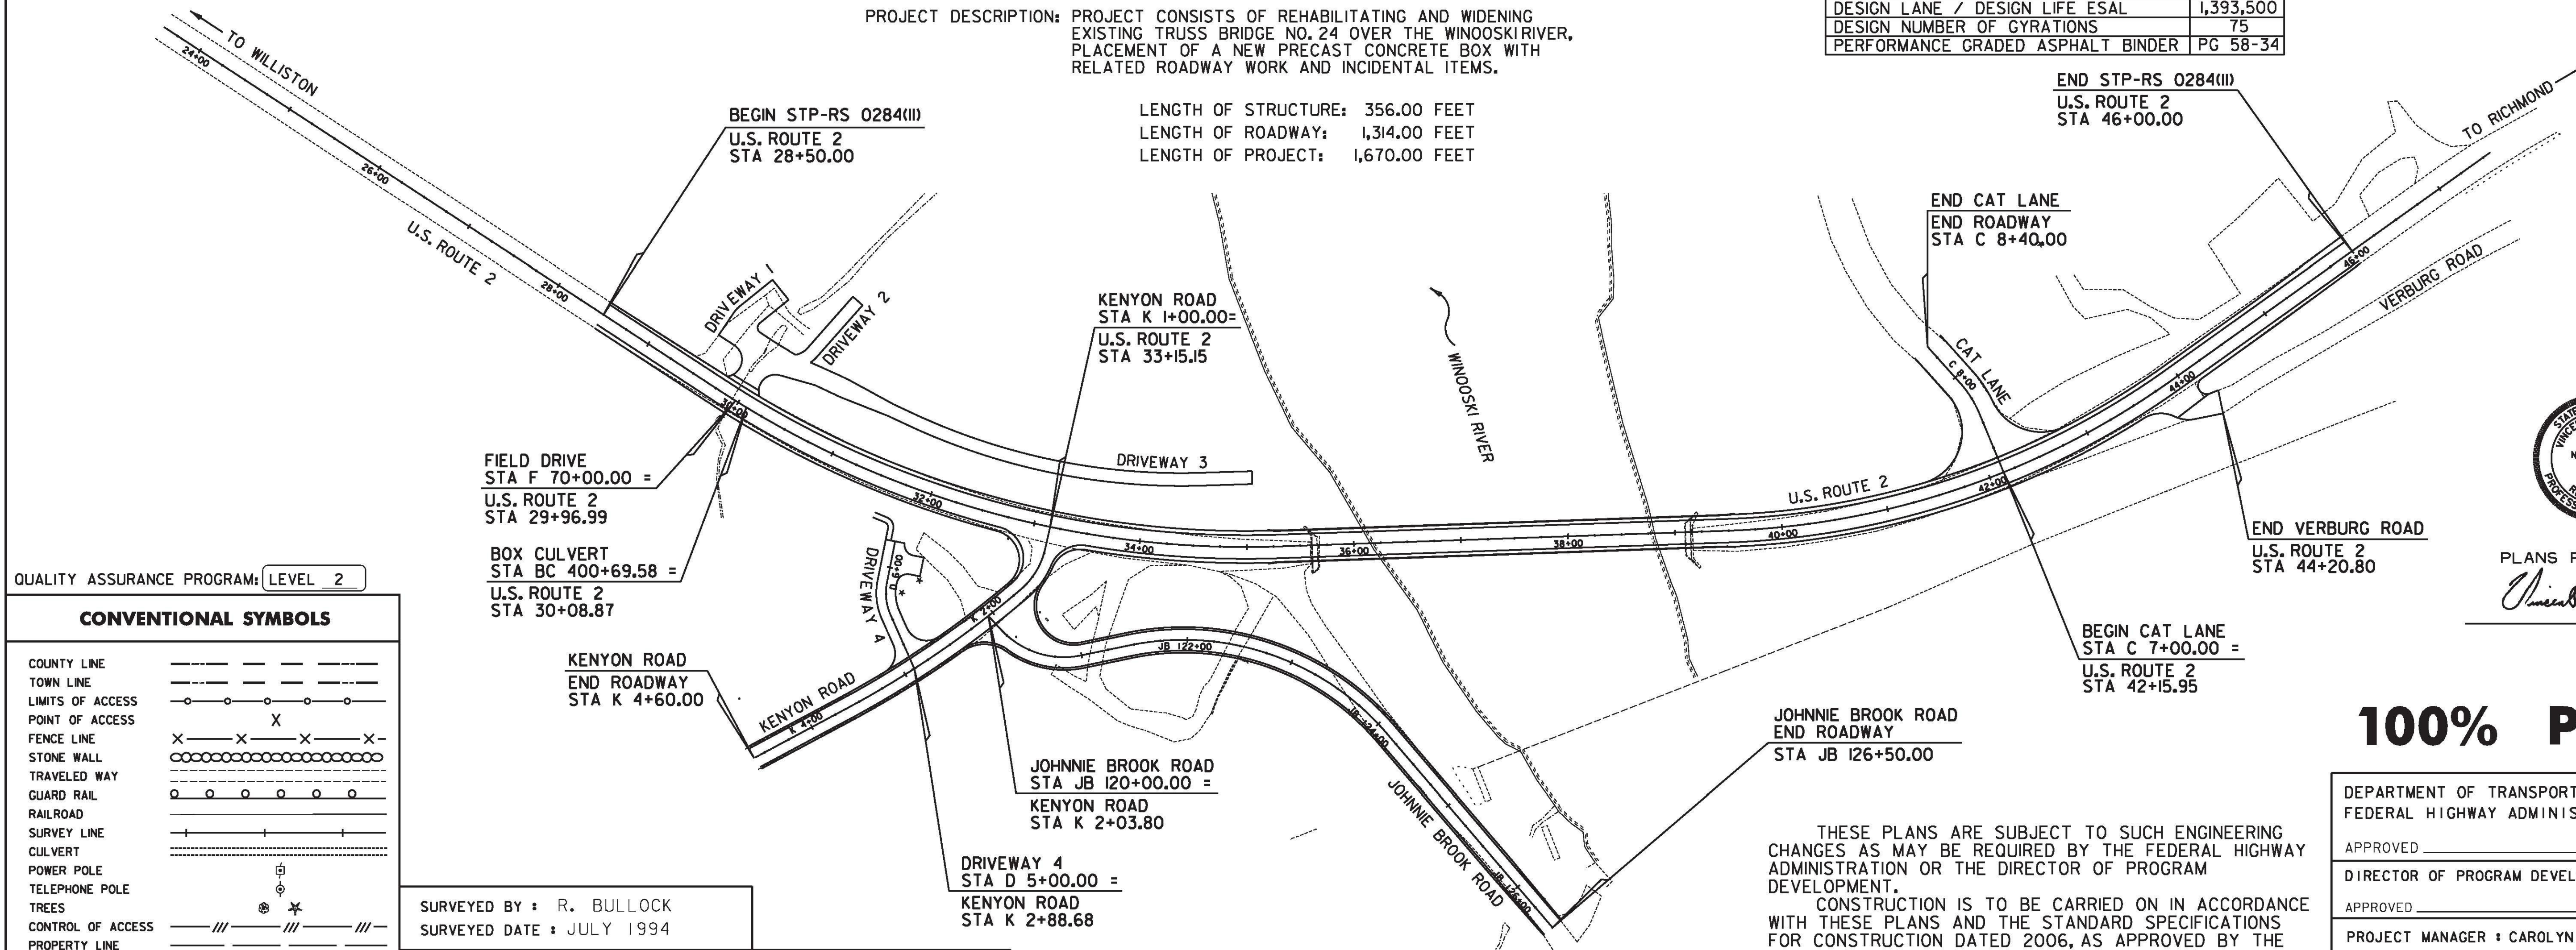 PROJECT DESCRIPTION: PROJECT CONSISTS OF REHABILITATING AND WIDENING
EXISTING TRUSS BRIDGE NO. 24 OVER THE WINOOSKI RIVER,
PLACEMENT OF A NEW PRECAST CONCRETE BOX WITH
RELATED ROADWAY WORK AND INCIDENTAL ITEMS.
DESIGN LANE / DESIGN LIFE ESAL 1,393,500
DESIGN NUMBER OF GYRATIONS 75
PERFORMANCE GRADED ASPHALT BINDER PG 58-34
LENGTH OF STRUCTURE: 356.00 FEET
LENGTH OF ROADWAY: 1,314.00 FEET
LENGTH OF PROJECT: 1,670.00 FEET
TO WILLISTON
24+00
26+00
U.S. ROUTE 2
28+00
BEGIN STP-RS 0284(11)
U.S. ROUTE 2
STA 28+50.00
END STP-RS 0284(11)
U.S. ROUTE 2
STA 46+00.00
TO RICHMOND
END CAT LANE
END ROADWAY
STA C 8+40.00
DRIVEWAY 1
DRIVEWAY 2
KENYON ROAD
STA K 1+00.00=
U.S. ROUTE 2
STA 33+15.15
WINOOSKI RIVER
CAT LANE
C 8+00
46+00
VERBURG ROAD
44+00
30+00
FIELD DRIVE
STA F 70+00.00 =
U.S. ROUTE 2
STA 29+96.99
DRIVEWAY 3
32+00
34+00
36+00
38+00
40+00
U.S. ROUTE 2
42+00
BOX CULVERT
STA BC 400+69.58 =
U.S. ROUTE 2
STA 30+08.87
DRIVEWAY 4
D 6+00
K 2+00
END VERBURG ROAD
U.S. ROUTE 2
STA 44+20.80
QUALITY ASSURANCE PROGRAM: LEVEL 2
BEGIN CAT LANE
STA C 7+00.00 =
U.S. ROUTE 2
STA 42+15.95
KENYON ROAD
END ROADWAY
STA K 4+60.00
KENYON ROAD
K 4+00
JB 122+00
JB 124+00
JOHNNIE BROOK ROAD
JB 126+00
JOHNNIE BROOK ROAD
END ROADWAY
STA JB 126+50.00
JOHNNIE BROOK ROAD
STA JB 120+00.00 =
KENYON ROAD
STA K 2+03.80
DRIVEWAY 4
STA D 5+00.00 =
KENYON ROAD
STA K 2+88.68
CONVENTIONAL SYMBOLS
COUNTY LINE
TOWN LINE
LIMITS OF ACCESS
POINT OF ACCESS
FENCE LINE
STONE WALL
TRAVELED WAY
GUARD RAIL
RAILROAD
SURVEY LINE
CULVERT
POWER POLE
TELEPHONE POLE
TREES
CONTROL OF ACCESS
PROPERTY LINE
SURVEYED BY : R. BULLOCK
SURVEYED DATE : JULY 1994
THESE PLANS ARE SUBJECT TO SUCH ENGINEERING
CHANGES AS MAY BE REQUIRED BY THE FEDERAL HIGHWAY
ADMINISTRATION OR THE DIRECTOR OF PROGRAM
DEVELOPMENT.
CONSTRUCTION IS TO BE CARRIED ON IN ACCORDANCE
WITH THESE PLANS AND THE STANDARD SPECIFICATIONS
FOR CONSTRUCTION DATED 2006, AS APPROVED BY THE
PLANS P
100% P
DEPARTMENT OF TRANSPORT
FEDERAL HIGHWAY ADMINIS
APPROVED
DIRECTOR OF PROGRAM DEVEL
APPROVED
PROJECT MANAGER : CAROLYN